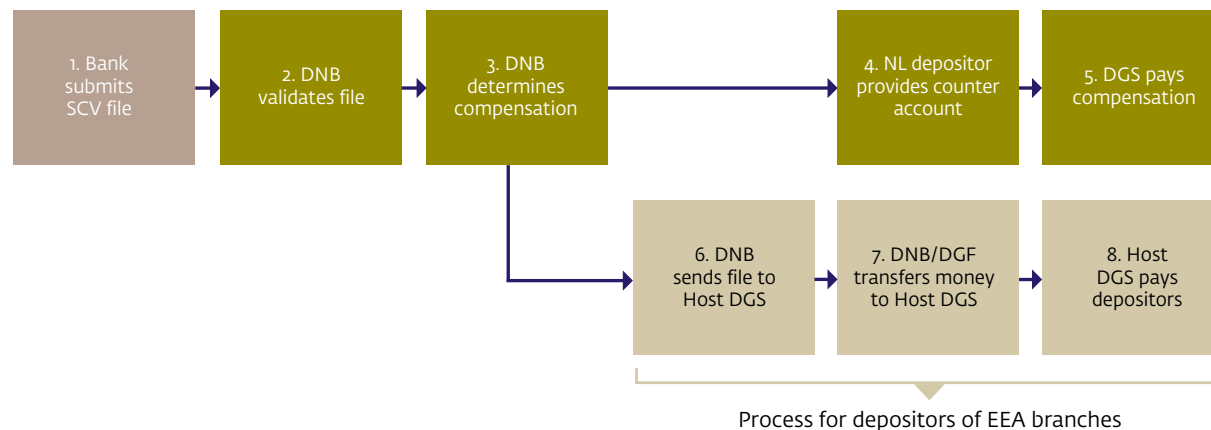 1. Bank
submits
SCV file
2. DNB
validates file
3. DNB
determines
compensation
4. NL depositor
provides counter
account
5. DGS pays
compensation
6. DNB
sends file to
Host DGS
7. DNB/DGF
transfers money
to Host DGS
8. Host
DGS pays
depositors
Process for depositors of EEA branches